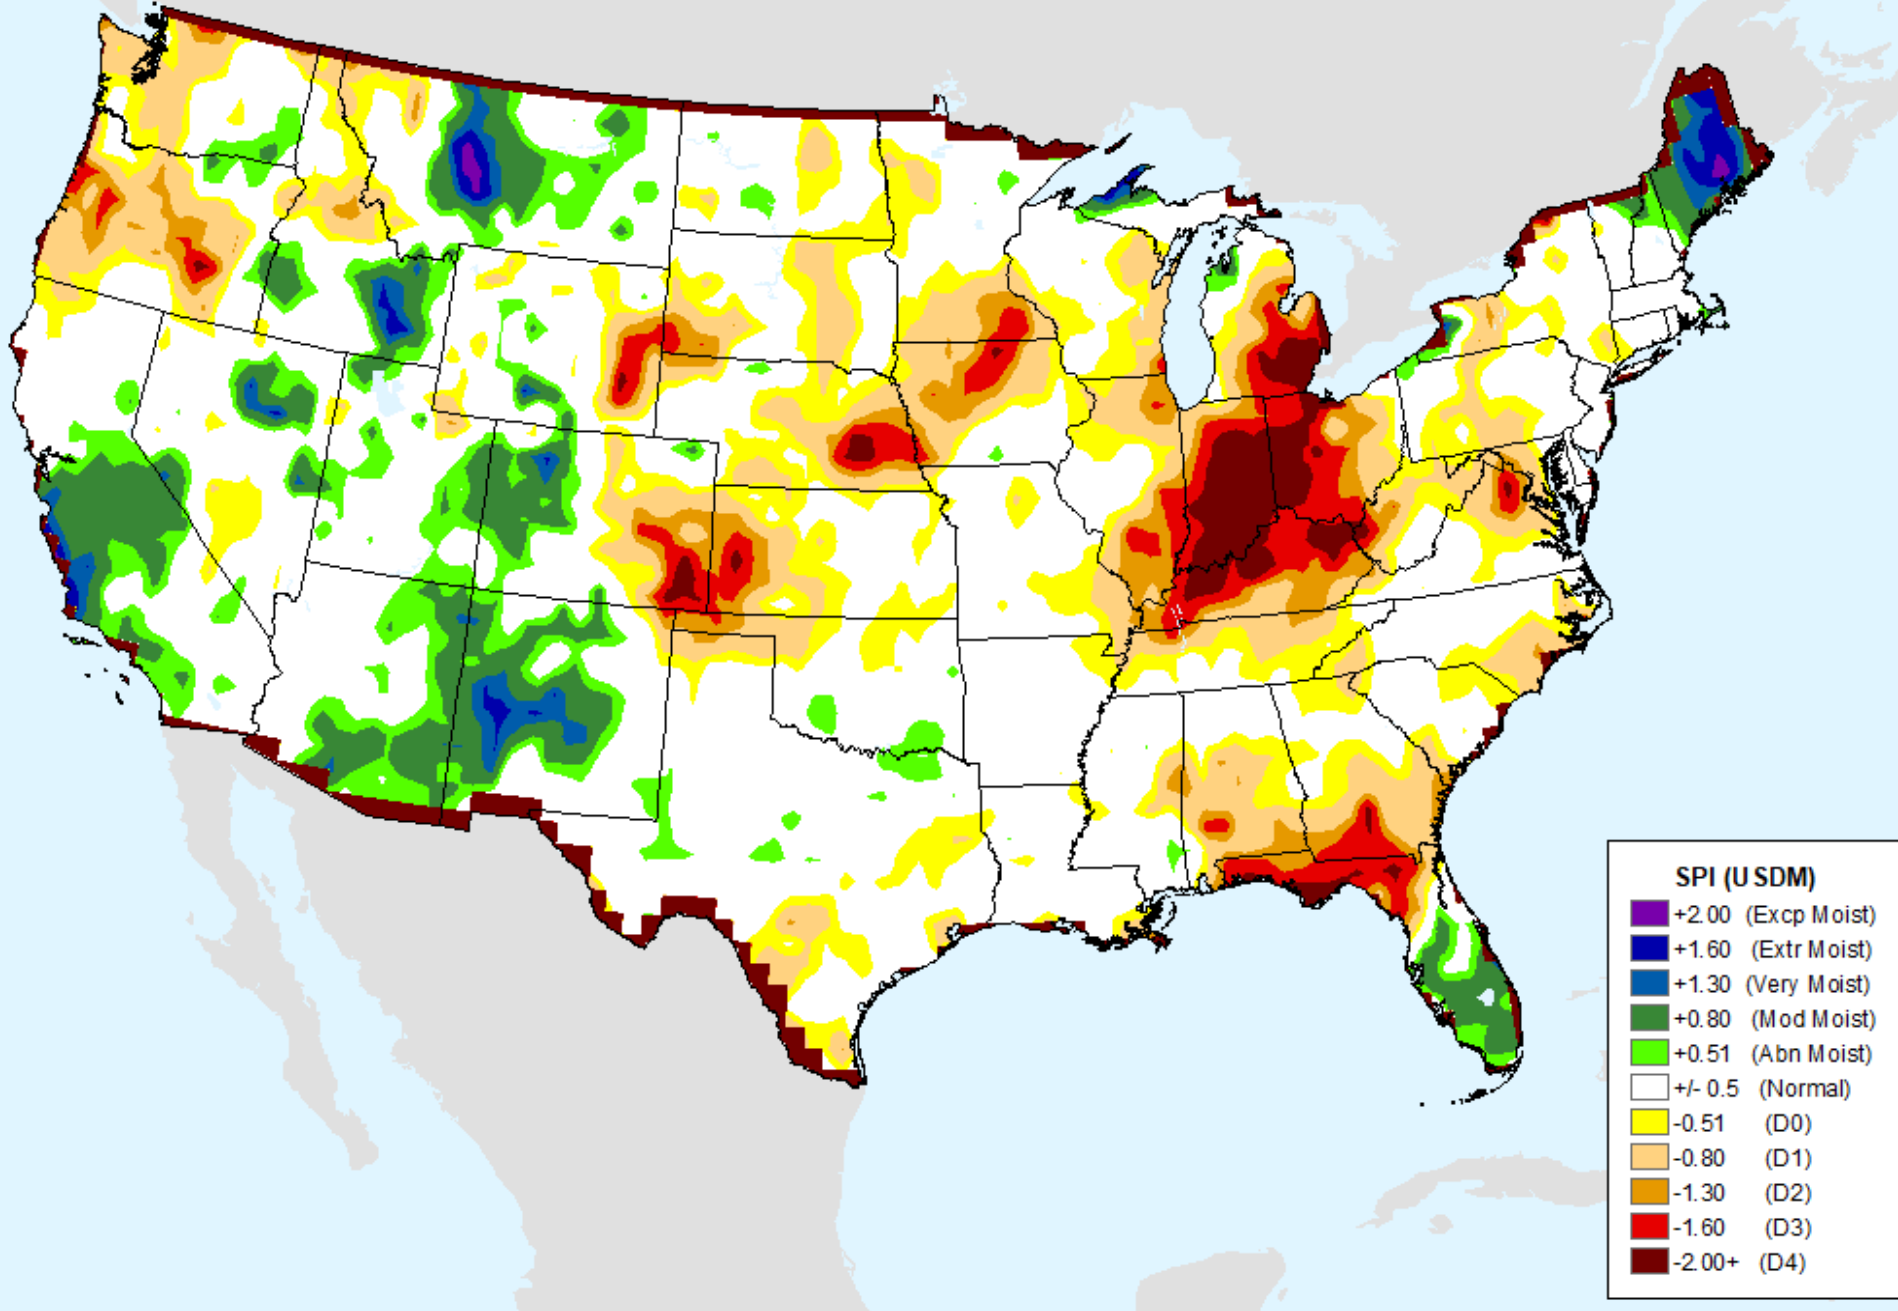 SPI (USDM)
+2.00 (Excp Moist)
+1.60 (Extr Moist)
+1.30 (Very Moist)
+0.80 (Mod Moist)
+0.51 (Abn Moist)
+/- 0.5 (Normal)
-0.51 (D0)
-0.80 (D1)
-1.30 (D2)
-1.60 (D3)
-2.00+ (D4)